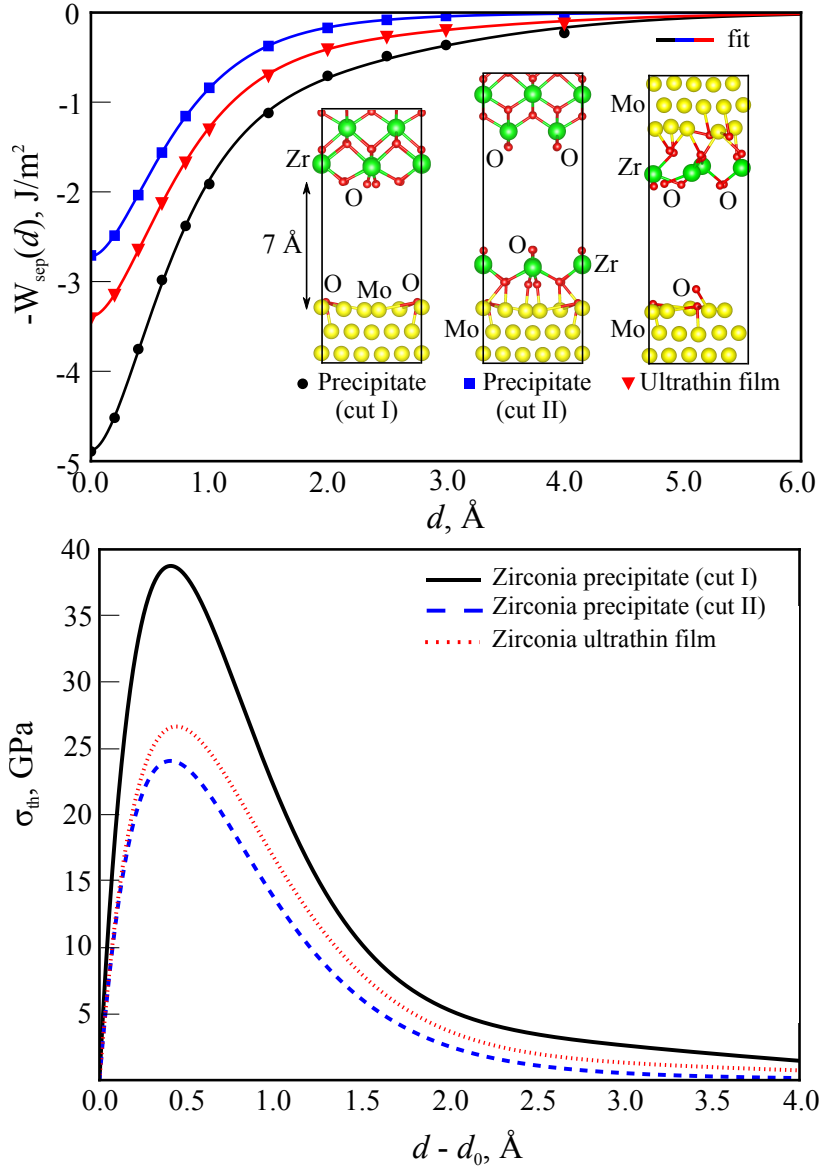 0
-1
-2
-3
-4
-5
-W_sep(d), J/m²
0.0 1.0 2.0 3.0 4.0 5.0 6.0
d, Å
fit
Zr
O
7 Å
O Mo O
O O
O
Zr
Mo
Mo
Zr
O O
O
Mo
Precipitate
(cut I)
Precipitate
(cut II)
Ultrathin film
40
35
30
25
20
15
10
5
σ_th, GPa
Zirconia precipitate (cut I)
Zirconia precipitate (cut II)
Zirconia ultrathin film
0.0 0.5 1.0 1.5 2.0 2.5 3.0 3.5 4.0
d - d₀, Å